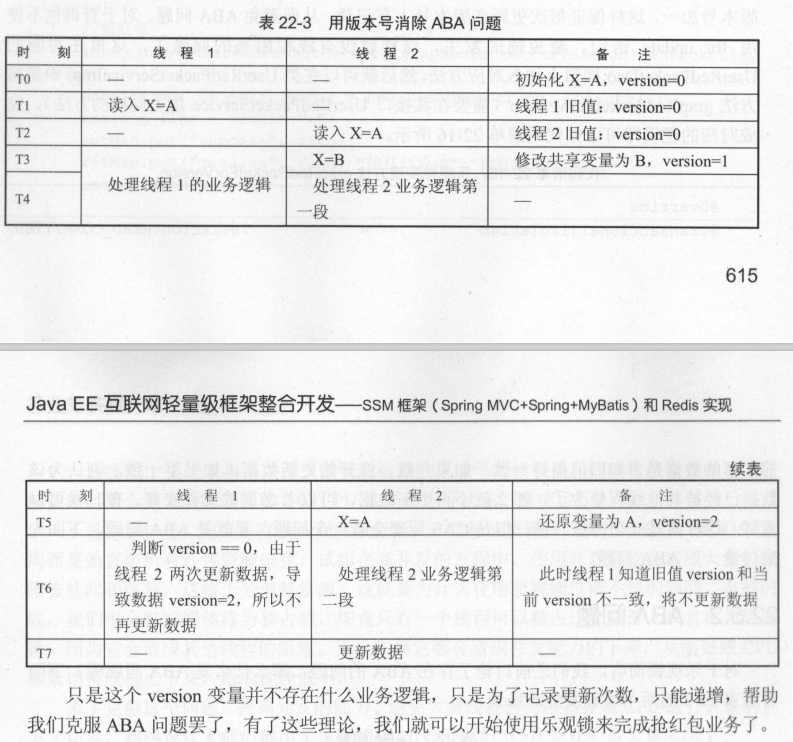 表 22-3 用版本号消除 ABA 问题
时 刻 线 程 1 线 程 2 备 注
T0 — — 初始化 X=A，version=0
T1 读入 X=A — 线程 1 旧值：version=0
T2 — 读入 X=A 线程 2 旧值：version=0
T3 处理线程 1 的业务逻辑 X=B 修改共享变量为 B，version=1
T4 处理线程 2 业务逻辑第
一段 —
615
Java EE 互联网轻量级框架整合开发——SSM 框架（Spring MVC+Spring+MyBatis）和 Redis 实现
续表
时 刻 线 程 1 线 程 2 备 注
T5 X=A 还原变量为 A，version=2
T6 判断 version == 0，由于
线程 2 两次更新数据，导
致数据 version=2，所以不
再更新数据
处理线程 2 业务逻辑第
二段
此时线程 1 知道旧值 version 和当
前 version 不一致，将不更新数据
T7 更新数据
只是这个 version 变量并不存在什么业务逻辑，只是为了记录更新次数，只能递增，帮助
我们克服 ABA 问题罢了，有了这些理论，我们就可以开始使用乐观锁来完成抢红包业务了。